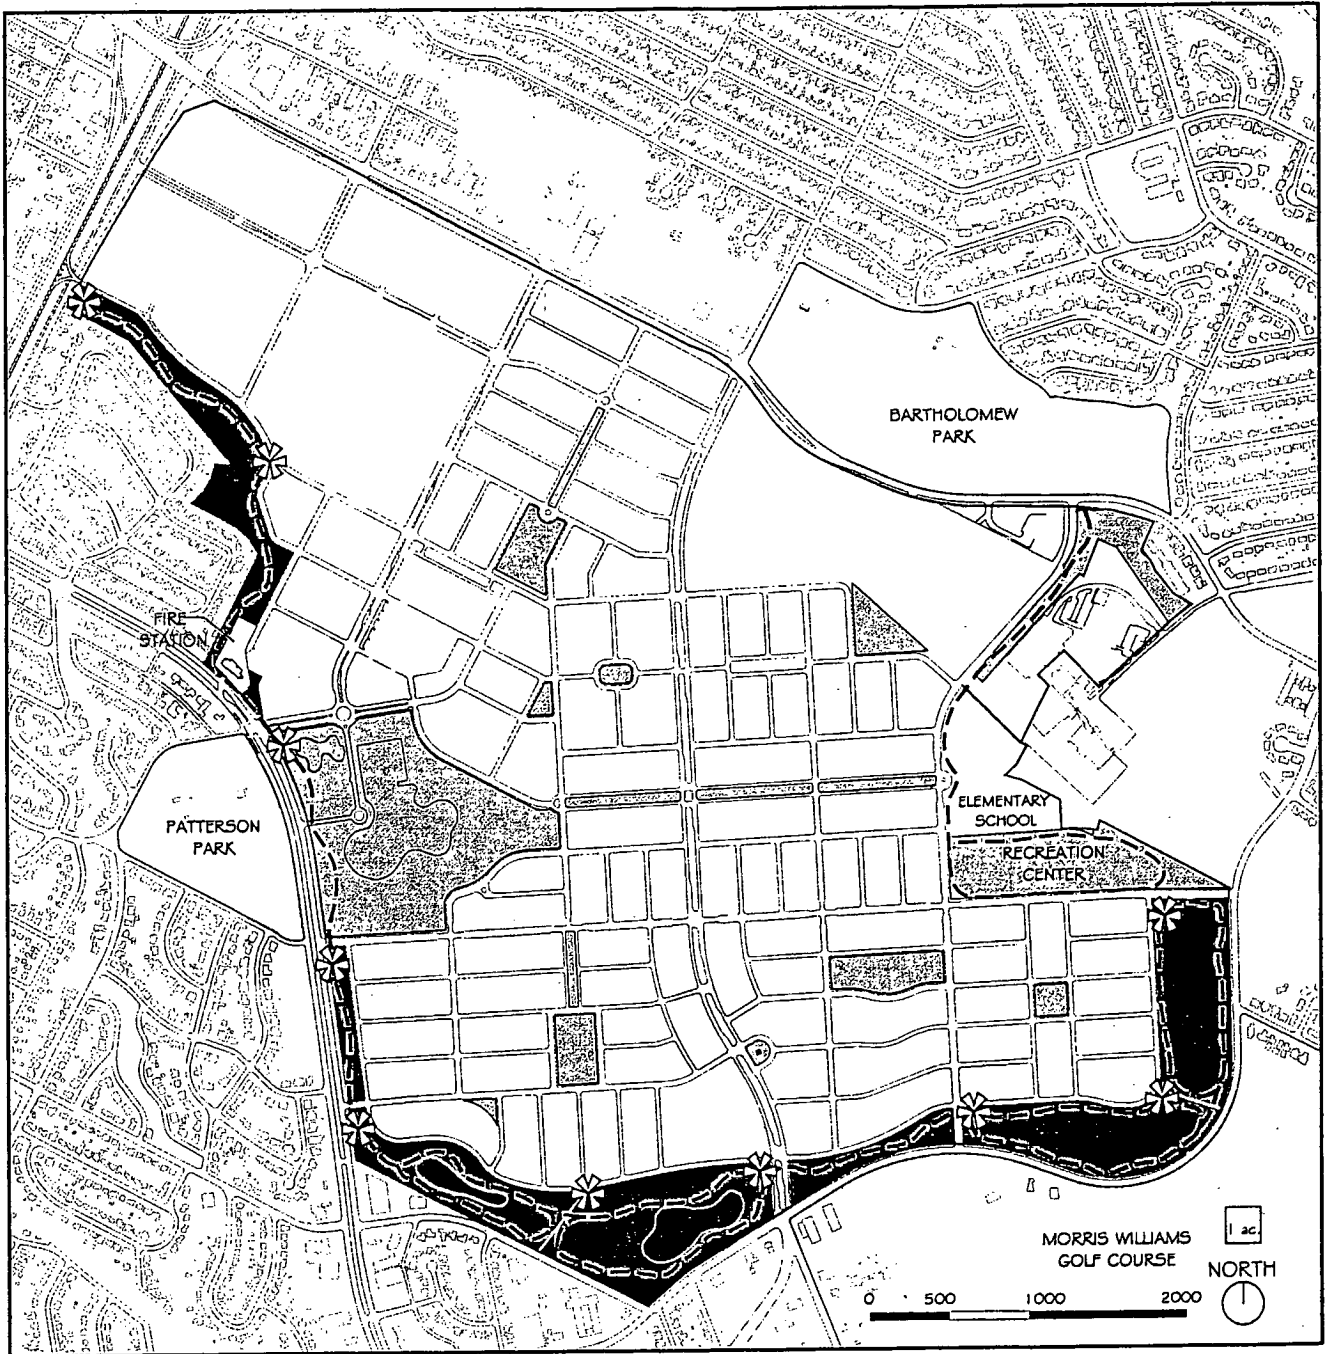 BARTHOLOMEW
PARK
FIRE
STATION
PATTERSON
PARK
ELEMENTARY
SCHOOL
RECREATION
CENTER
MORRIS WILLIAMS
GOLF COURSE
1 ac.
NORTH
0 500 1000 2000